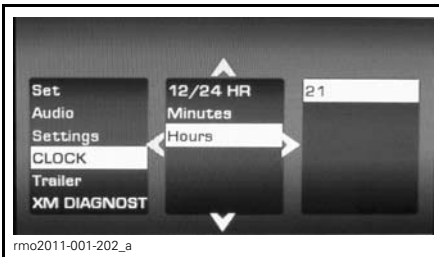 Set
Audio
Settings
CLOCK
Trailer
XM DIAGNOST
12/24 HR
Minutes
Hours
21
rmo2011-001-202_a